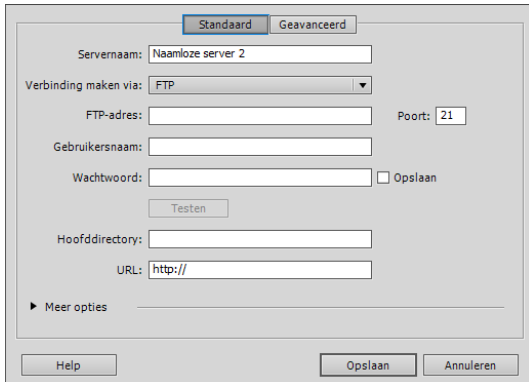 Standaard Geavanceerd
Servernaam: Naamloze server 2
Verbinding maken via: FTP
FTP-adres: Poort: 21
Gebruikersnaam:
Wachtwoord: Opslaan
Testen
Hoofddirectory:
URL: http://
Meer opties
Help Opslaan Annuleren